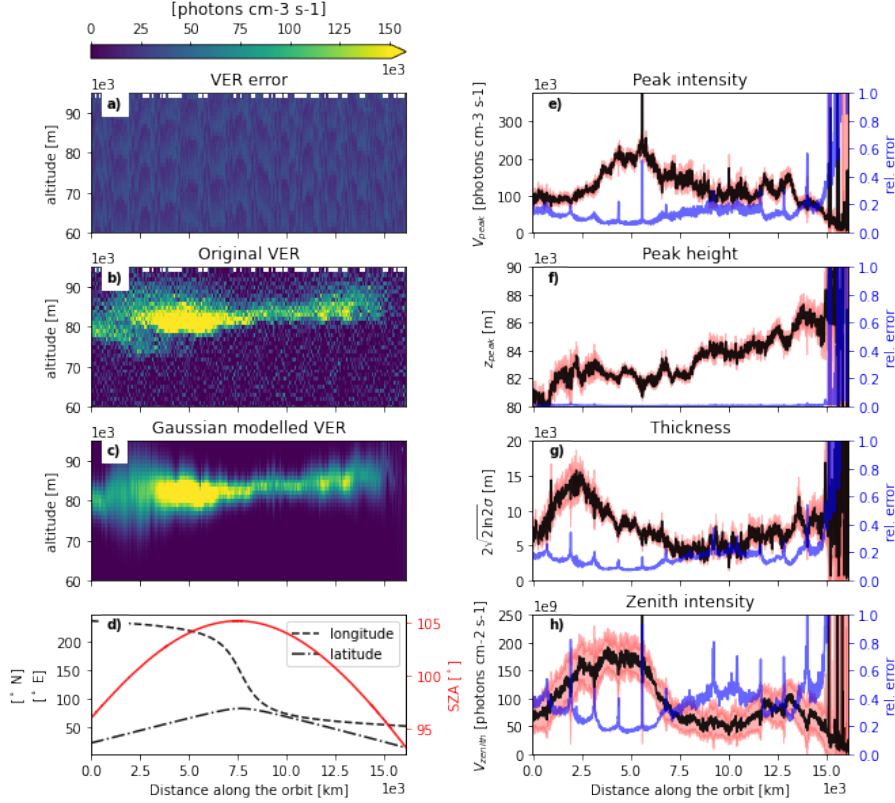 [photons cm-3 s-1]
0 25 50 75 100 125 150
1e3
VER error
1e3
a)
90
80
70
60
altitude [m]
Original VER
1e3
b)
90
80
70
60
altitude [m]
Gaussian modelled VER
1e3
c)
90
80
70
60
altitude [m]
d)
longitude
latitude
200
150
100
50
[° N]
[° E]
105
100
95
SZA [°]
0.0 2.5 5.0 7.5 10.0 12.5 15.0
Distance along the orbit [km]
1e3
Peak intensity
1e3
e)
300
200
100
0
V_peak [photons cm-3 s-1]
1.0
0.8
0.6
0.4
0.2
0.0
rel. error
Peak height
1e3
f)
90
88
86
84
82
80
z_peak [m]
1.0
0.8
0.6
0.4
0.2
0.0
rel. error
Thickness
1e3
g)
20
15
10
5
0
2√2ln2σ [m]
1.0
0.8
0.6
0.4
0.2
0.0
rel. error
Zenith intensity
1e9
h)
250
200
150
100
50
0
V_zenith [photons cm-2 s-1]
1.0
0.8
0.6
0.4
0.2
0.0
rel. error
0.0 2.5 5.0 7.5 10.0 12.5 15.0
Distance along the orbit [km]
1e3